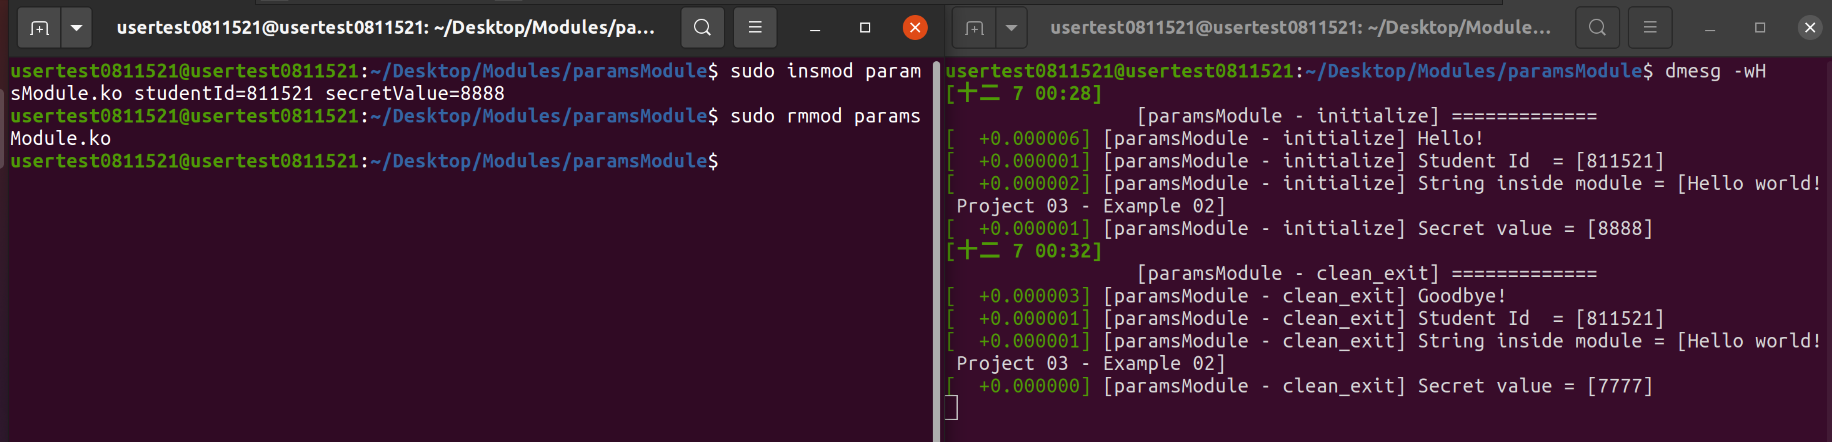 usertest0811521@usertest0811521: ~/Desktop/Modules/pa...
usertest0811521@usertest0811521:~/Desktop/Modules/paramsModule$ sudo insmod param
sModule.ko studentId=811521 secretValue=8888
usertest0811521@usertest0811521:~/Desktop/Modules/paramsModule$ sudo rmmod params
Module.ko
usertest0811521@usertest0811521:~/Desktop/Modules/paramsModule$
usertest0811521@usertest0811521: ~/Desktop/Module...
usertest0811521@usertest0811521:~/Desktop/Modules/paramsModule$ dmesg -wH
[十二 7 00:28]
[paramsModule - initialize] =============
[  +0.000006] [paramsModule - initialize] Hello!
[  +0.000001] [paramsModule - initialize] Student Id  = [811521]
[  +0.000002] [paramsModule - initialize] String inside module = [Hello world!
Project 03 - Example 02]
[  +0.000001] [paramsModule - initialize] Secret value = [8888]
[十二 7 00:32]
[paramsModule - clean_exit] =============
[  +0.000003] [paramsModule - clean_exit] Goodbye!
[  +0.000001] [paramsModule - clean_exit] Student Id  = [811521]
[  +0.000001] [paramsModule - clean_exit] String inside module = [Hello world!
Project 03 - Example 02]
[  +0.000000] [paramsModule - clean_exit] Secret value = [7777]